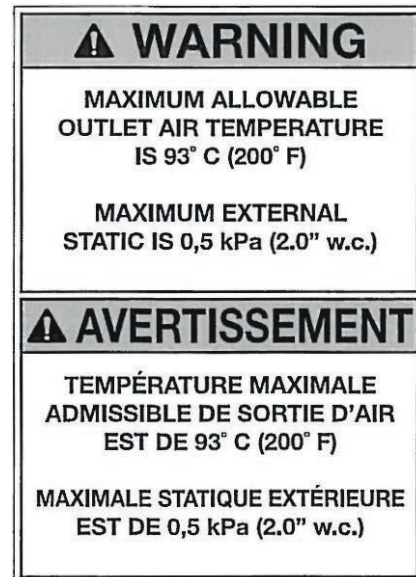 ⚠ WARNING
MAXIMUM ALLOWABLE
OUTLET AIR TEMPERATURE
IS 93° C (200° F)
MAXIMUM EXTERNAL
STATIC IS 0,5 kPa (2.0” w.c.)
⚠ AVERTISSEMENT
TEMPÉRATURE MAXIMALE
ADMISSIBLE DE SORTIE D’AIR
EST DE 93° C (200° F)
MAXIMALE STATIQUE EXTÉRIEURE
EST DE 0,5 kPa (2.0” w.c.)